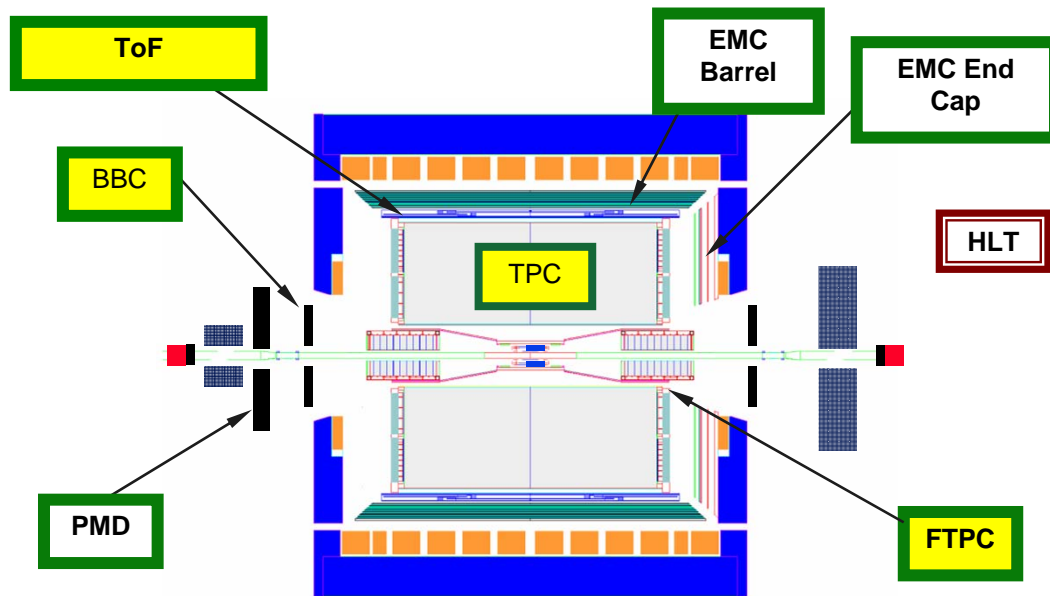 ToF
EMC
Barrel
EMC End
Cap
BBC
HLT
TPC
PMD
FTPC